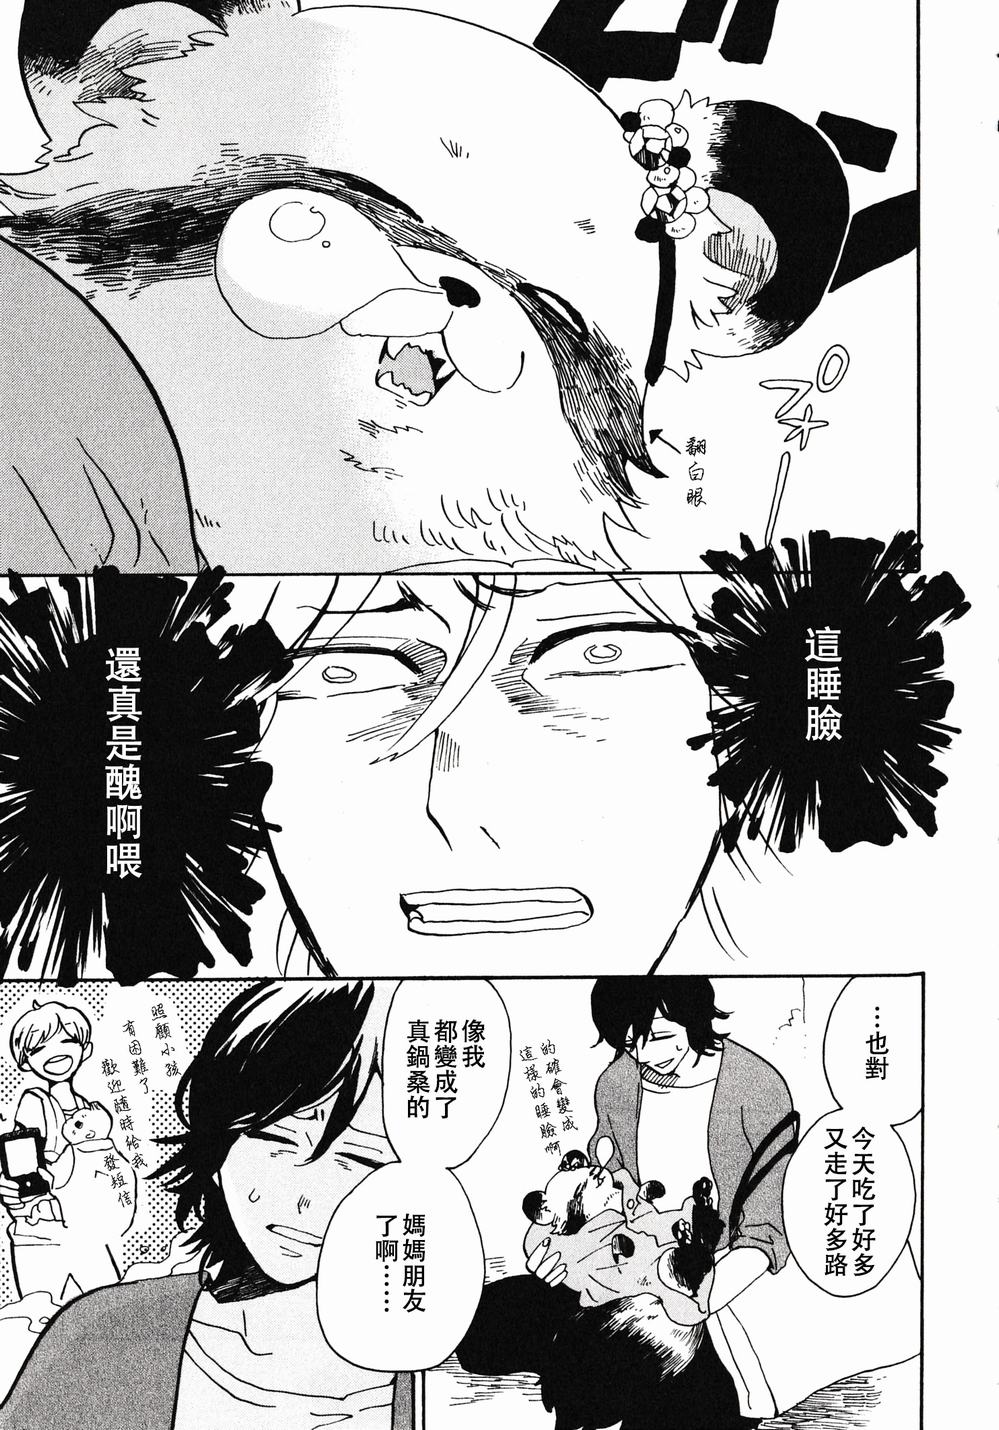 翻白眼
這睡臉
還真是醜啊喂
…也對
今天吃了好多
又走了好多路
的確會變成
這樣的睡臉啊
像我
都變成了
真鍋桑的
媽媽朋友
了啊……
照顧小孩
有困難了
歡迎隨時給我
發短信